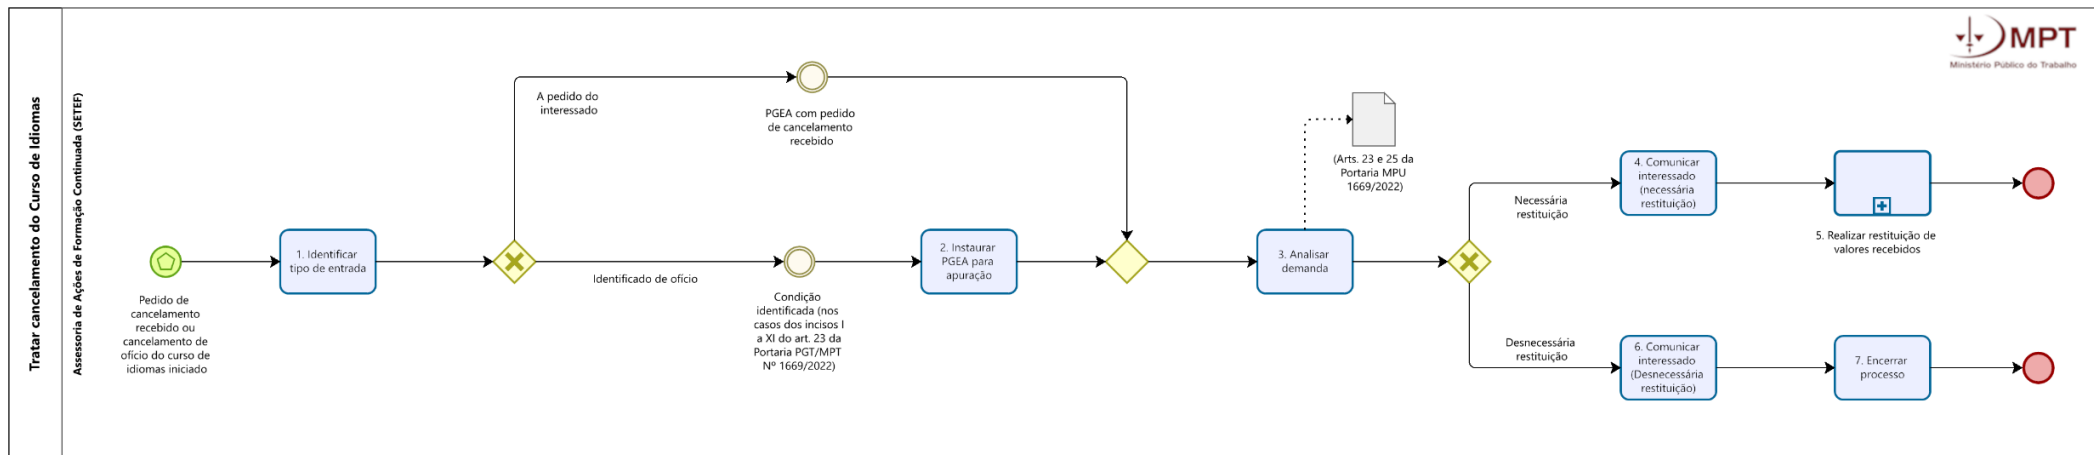 Tratar cancelamento do Curso de Idiomas
Assessoria de Ações de Formação Continuada (SETEF)
MPT
Ministério Público do Trabalho
Pedido de
cancelamento
recebido ou
cancelamento de
ofício do curso de
idiomas iniciado
1. Identificar
tipo de entrada
A pedido do
interessado
PGEA com pedido
de cancelamento
recebido
Identificado de ofício
Condição
identificada (nos
casos dos incisos I
a XI do art. 23 da
Portaria PGT/MPT
Nº 1669/2022)
2. Instaurar
PGEA para
apuração
3. Analisar
demanda
(Arts. 23 e 25 da
Portaria MPU
1669/2022)
Necessária
restituição
4. Comunicar
interessado
(necessária
restituição)
5. Realizar restituição de
valores recebidos
Desnecessária
restituição
6. Comunicar
interessado
(Desnecessária
restituição)
7. Encerrar
processo